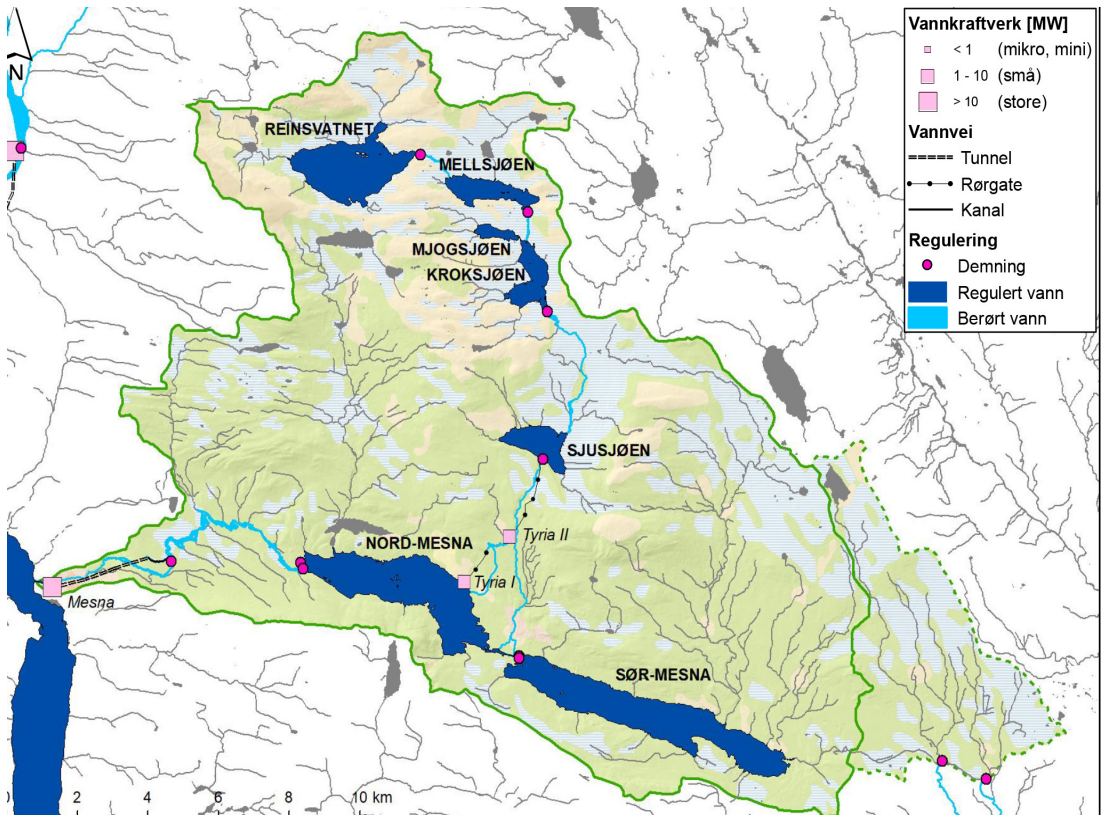 N
Vannkraftverk [MW]
< 1 (mikro, mini)
1 - 10 (små)
> 10 (store)
Vannvei
Tunnel
Rørgate
Kanal
Regulering
Demning
Regulert vann
Berørt vann
REINSVATNET
MELLSJØEN
MJOGSJØEN
KROKSJØEN
SJUSJØEN
Tyria II
NORD-MESNA
Tyria I
Mesna
SØR-MESNA
0 2 4 6 8 10 km